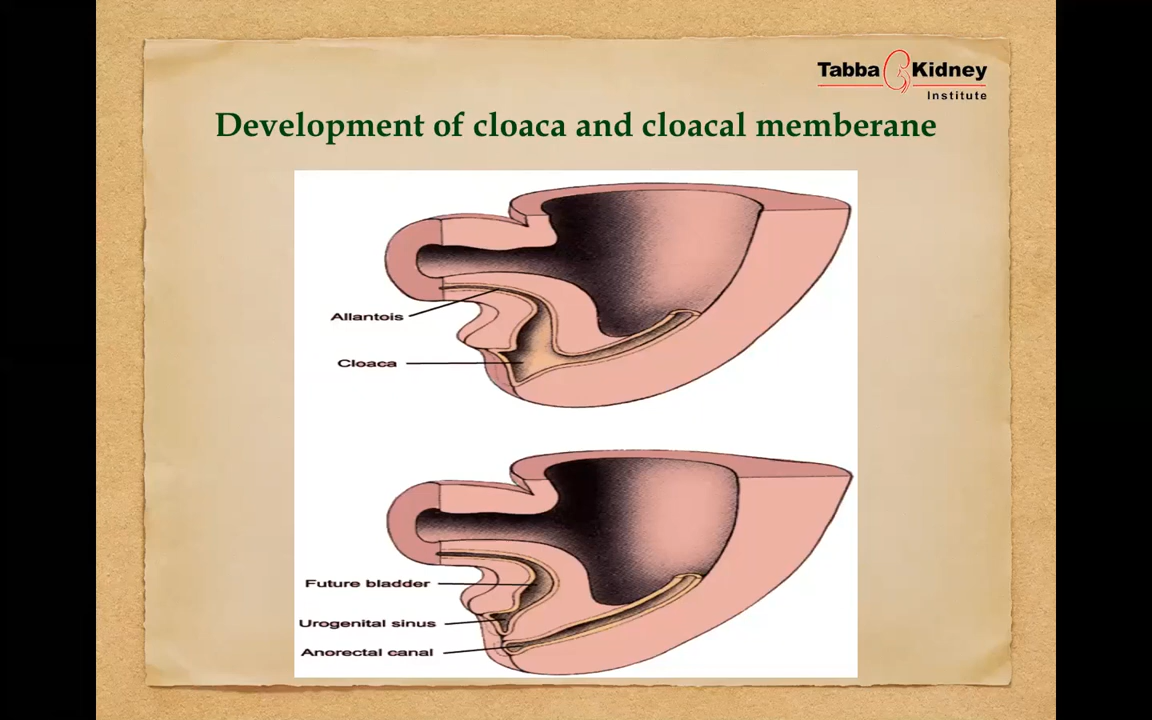 Tabba Kidney
Institute
Development of cloaca and cloacal memberane
Allantois
Cloaca
Future bladder
Urogenital sinus
Anorectal canal